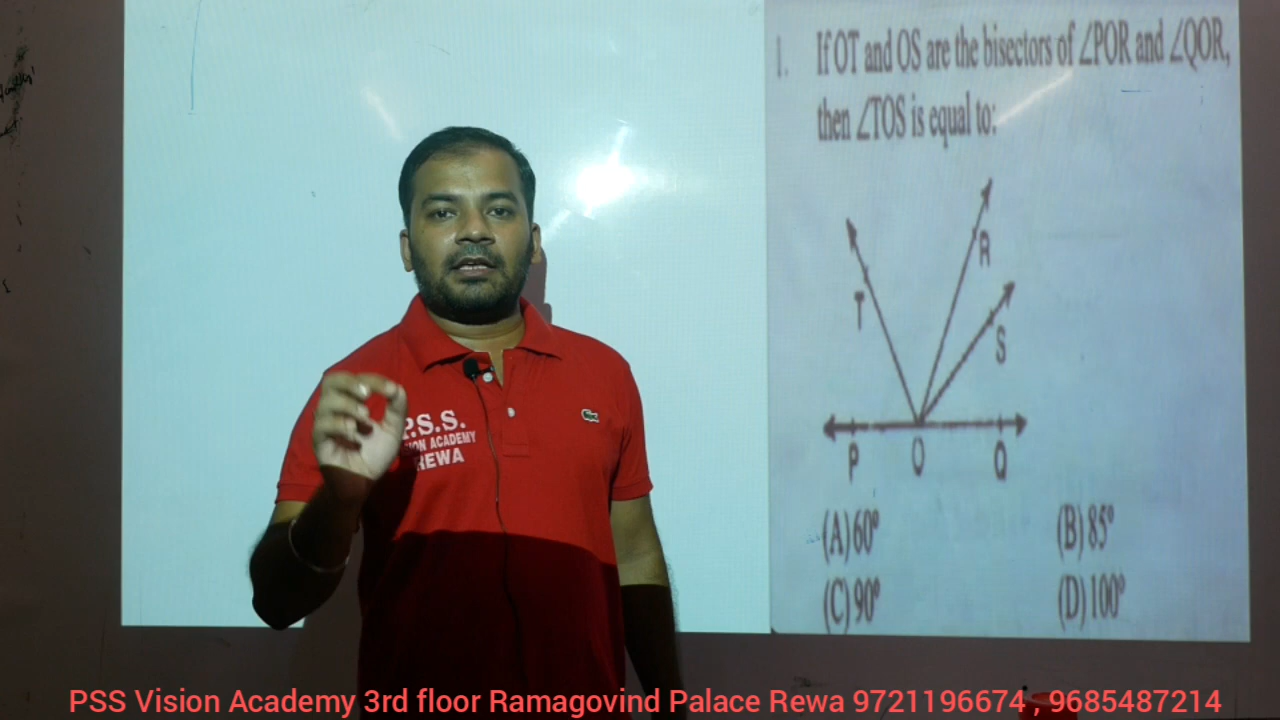 1. If OT and OS are the bisectors of ∠POR and ∠QOR,
then ∠TOS is equal to:
R
T
S
P
O
Q
(A) 60° (B) 85°
(C) 90° (D) 100°
P.S.S.
ACADEMY
REWA
PSS Vision Academy 3rd floor Ramagovind Palace Rewa 9721196674 , 9685487214